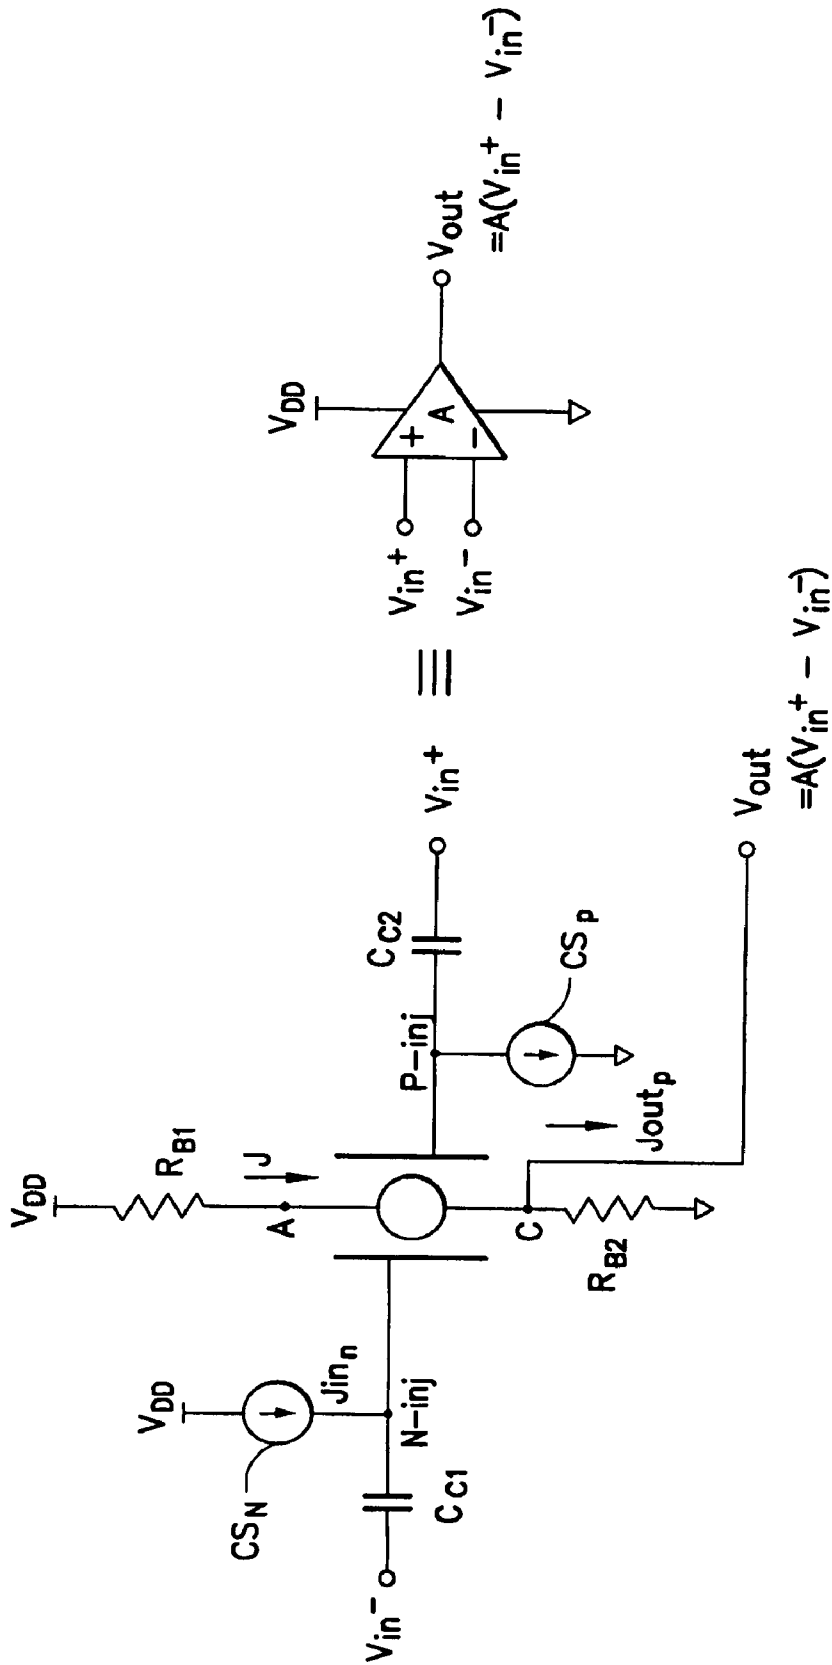 V_DD
R_B1
J
A
V_DD
Jin_n
CS_N
N-inj
C_C1
V_in^-
P-inj
C_C2
V_in^+
CS_p
Jout_p
C
R_B2
V_out
=A(V_in^+ - V_in^-)
≡
V_DD
V_in^+
V_in^-
+
-
A
V_out
=A(V_in^+ - V_in^-)